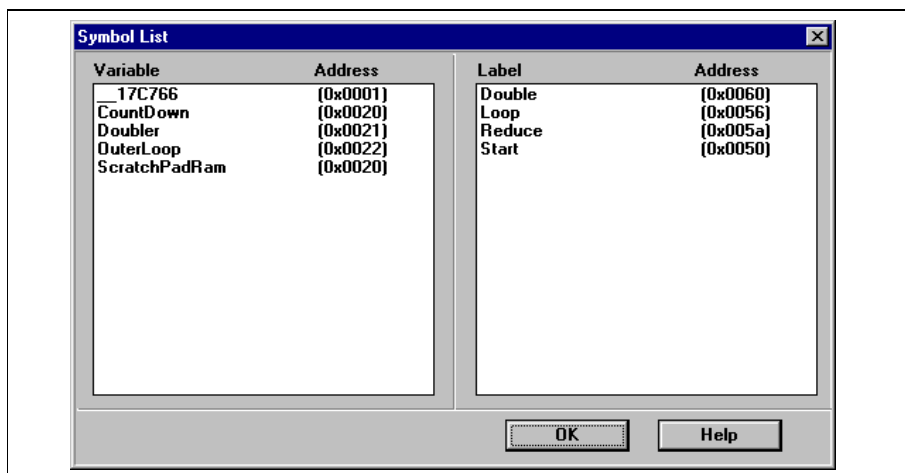 Symbol List
Variable Address Label Address
__17C766 (0x0001) Double (0x0060)
CountDown (0x0020) Loop (0x0056)
Doubler (0x0021) Reduce (0x005a)
OuterLoop (0x0022) Start (0x0050)
ScratchPadRam (0x0020)
OK Help